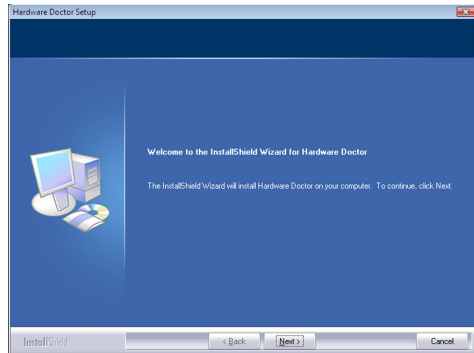 Hardware Doctor Setup
Welcome to the InstallShield Wizard for Hardware Doctor
The InstallShield Wizard will install Hardware Doctor on your computer. To continue, click Next.
InstallShield
< Back Next > Cancel